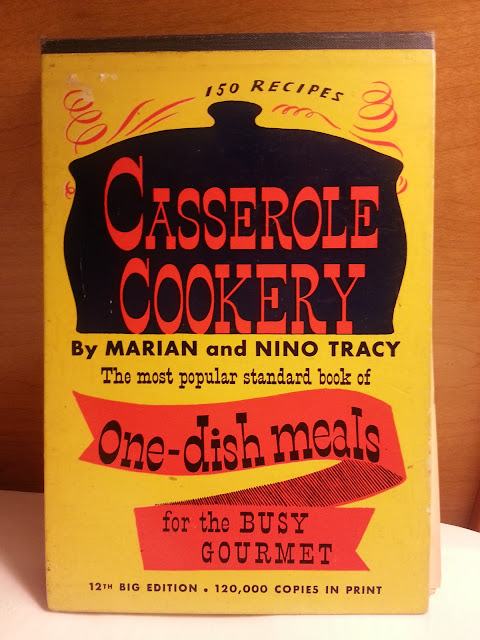 150 RECIPES
CASSEROLE
COOKERY
By MARIAN and NINO TRACY
The most popular standard book of
one-dish meals
for the BUSY
GOURMET
12TH BIG EDITION • 120,000 COPIES IN PRINT